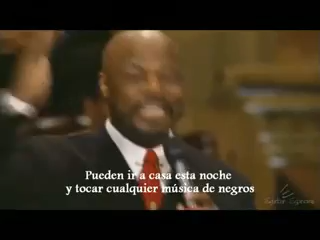 Pueden ir a casa esta noche
y tocar cualquier música de negros